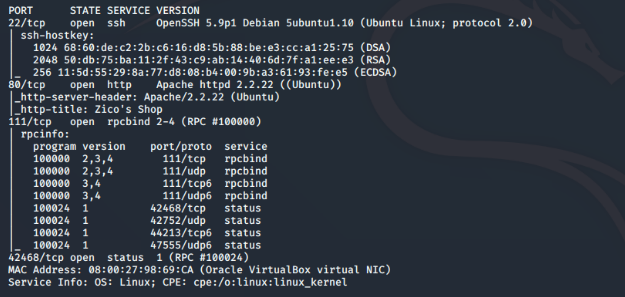 PORT      STATE SERVICE VERSION
22/tcp    open  ssh     OpenSSH 5.9p1 Debian 5ubuntu1.10 (Ubuntu Linux; protocol 2.0)
| ssh-hostkey:
|   1024 68:60:de:c2:2b:c6:16:d8:5b:88:be:e3:cc:a1:25:75 (DSA)
|   2048 50:db:75:ba:11:2f:43:c9:ab:14:40:6d:7f:a1:ee:e3 (RSA)
|_  256 11:5d:55:29:8a:77:d8:08:b4:00:9b:a3:61:93:fe:e5 (ECDSA)
80/tcp    open  http    Apache httpd 2.2.22 ((Ubuntu))
|_http-server-header: Apache/2.2.22 (Ubuntu)
|_http-title: Zico's Shop
111/tcp   open  rpcbind 2-4 (RPC #100000)
| rpcinfo:
|   program version    port/proto  service
|   100000  2,3,4        111/tcp   rpcbind
|   100000  2,3,4        111/udp   rpcbind
|   100000  3,4          111/tcp6  rpcbind
|   100000  3,4          111/udp6  rpcbind
|   100024  1          42468/tcp   status
|   100024  1          42752/udp   status
|   100024  1          44213/tcp6  status
|_  100024  1          47555/udp6  status
42468/tcp open  status  1 (RPC #100024)
MAC Address: 08:00:27:98:69:CA (Oracle VirtualBox virtual NIC)
Service Info: OS: Linux; CPE: cpe:/o:linux:linux_kernel